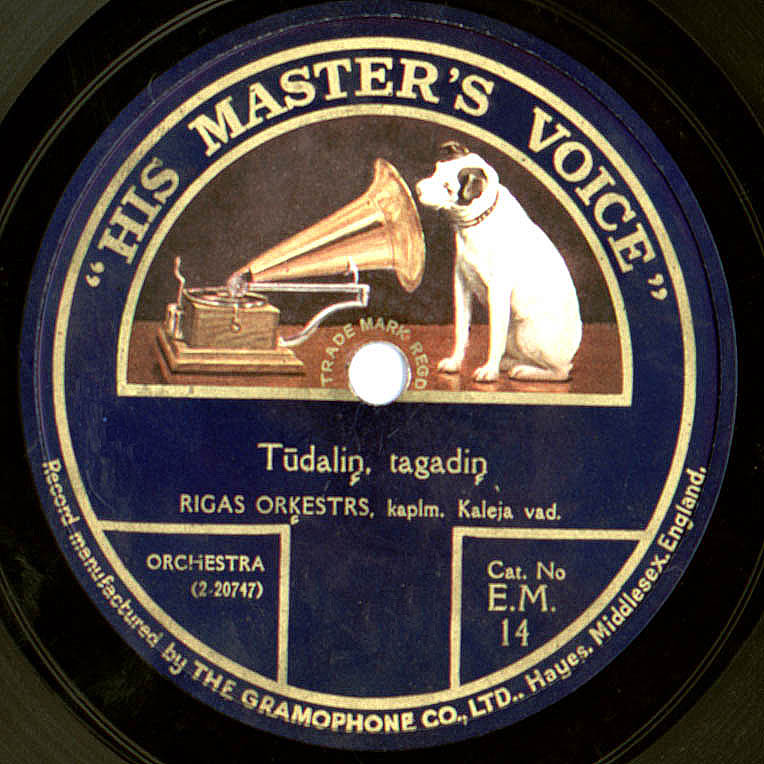 “HIS MASTER'S VOICE”
TRADE MARK. REGD
Tūdaliņ, tagadiņ
RIGAS ORĶESTRS, kaplm. Kaleja vad.
ORCHESTRA
(2-20747)
Cat. No
E.M.
14
Record manufactured by THE GRAMOPHONE CO., LTD., Hayes, Middlesex, England.